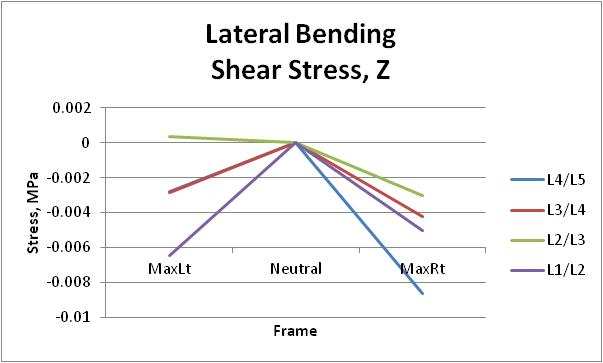 Lateral Bending
Shear Stress, Z
0.002
0
-0.002
-0.004
-0.006
-0.008
-0.01
Stress, MPa
MaxLt
Neutral
MaxRt
Frame
L4/L5
L3/L4
L2/L3
L1/L2